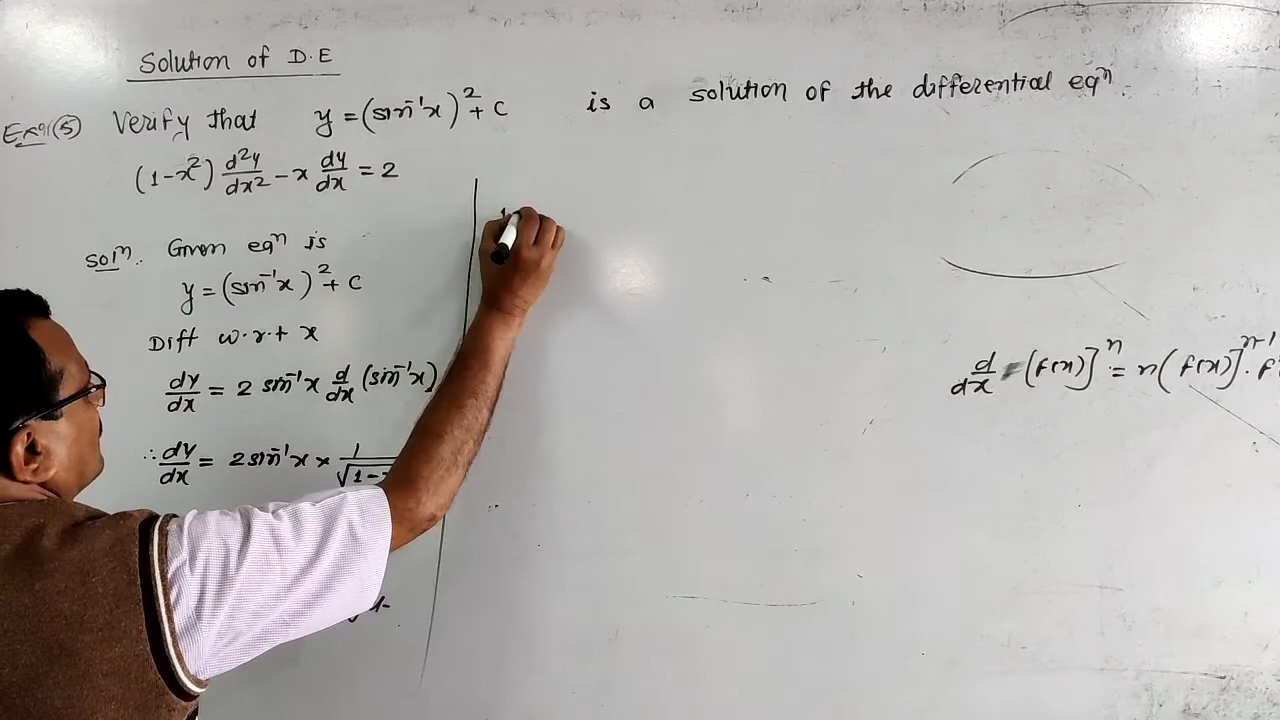 Solution of D.E
Ex(5) Verify that y = (sin⁻¹x)² + c is a solution of the differential eqⁿ.
(1-x²) d²y/dx² - x dy/dx = 2
solⁿ. Given eqⁿ is
y = (sin⁻¹x)² + c
Diff w.r.t x
dy/dx = 2 sin⁻¹x d/dx (sin⁻¹x)
∴ dy/dx = 2 sin⁻¹x × 1/√1-
d/dx (f(x)]ⁿ = n(f(x)]ⁿ⁻¹. f